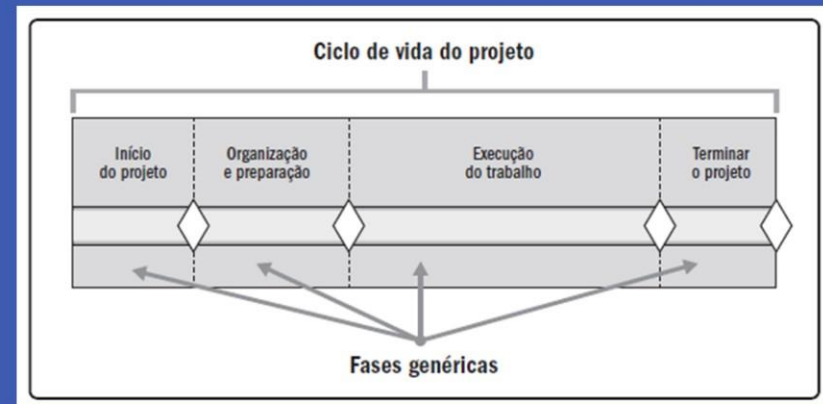 Ciclo de vida do projeto
Início
do projeto
Organização
e preparação
Execução
do trabalho
Terminar
o projeto
Fases genéricas